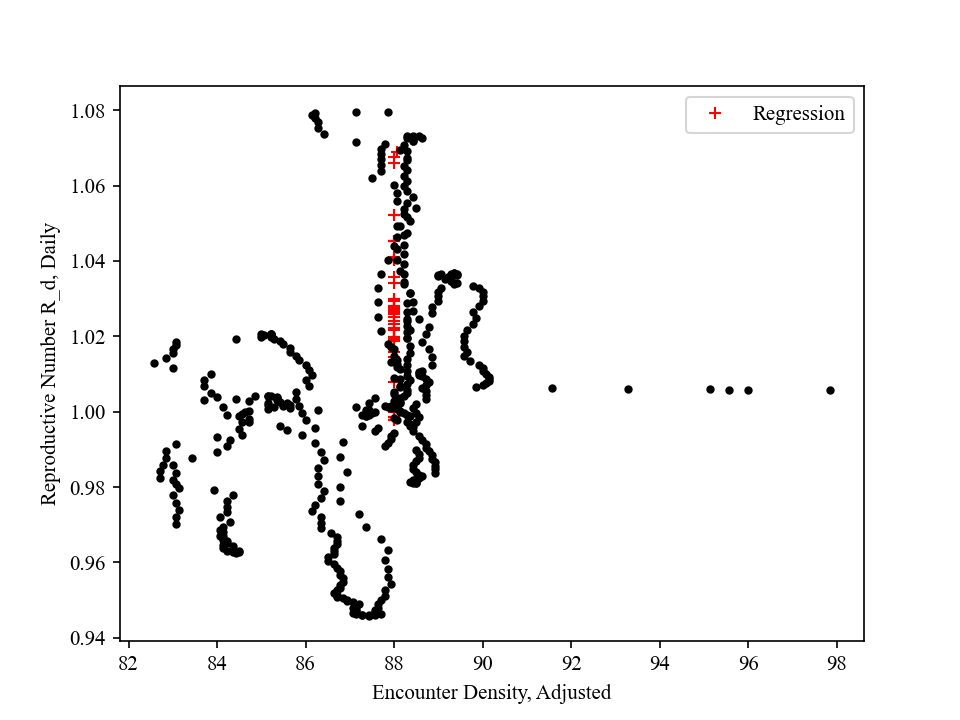 Regression
1.08
1.06
1.04
1.02
1.00
0.98
0.96
0.94
Reproductive Number R_d, Daily
82 84 86 88 90 92 94 96 98
Encounter Density, Adjusted